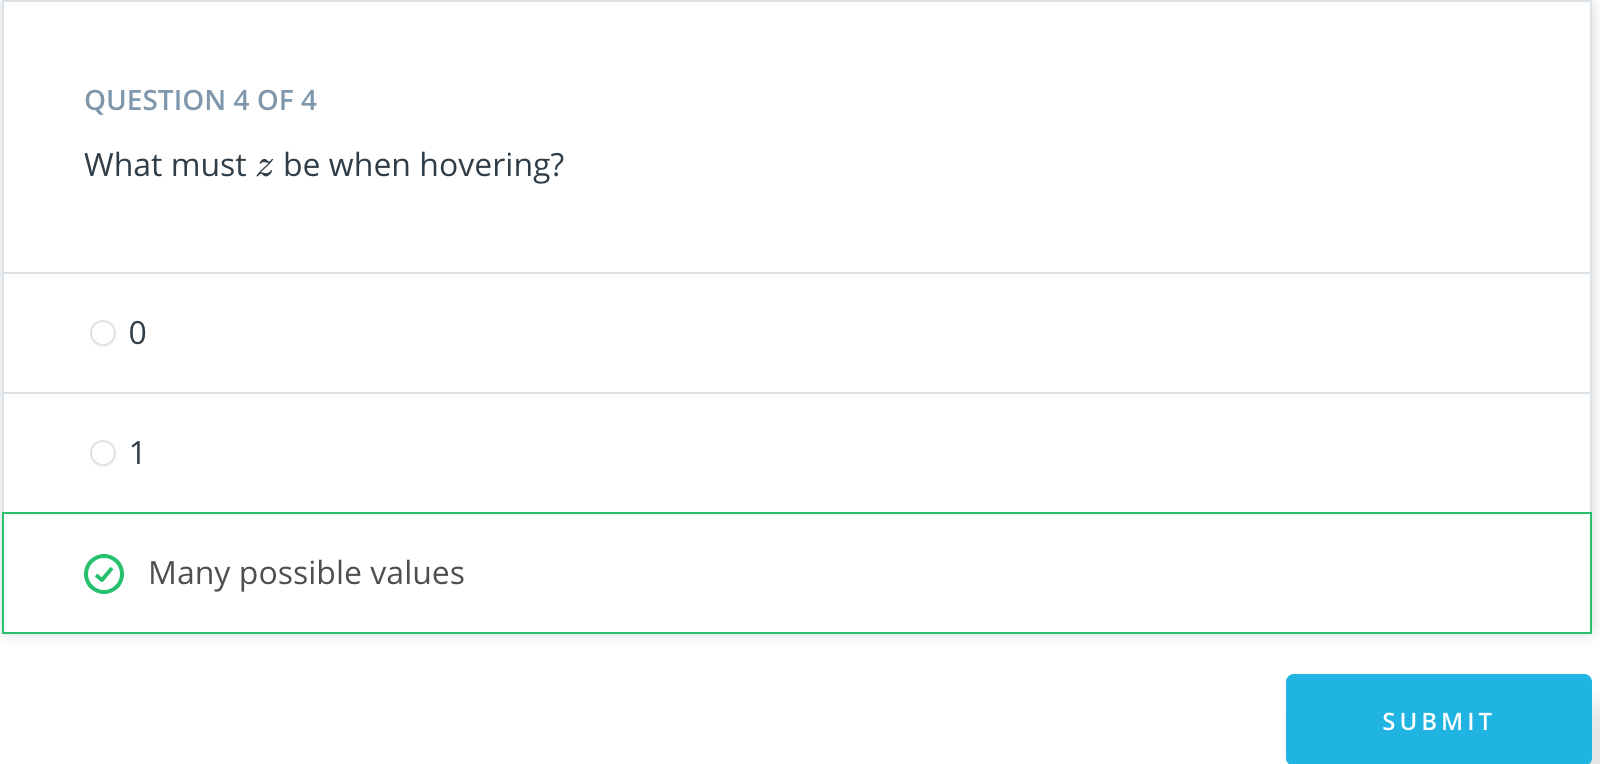 QUESTION 4 OF 4
What must z be when hovering?
0
1
Many possible values
SUBMIT